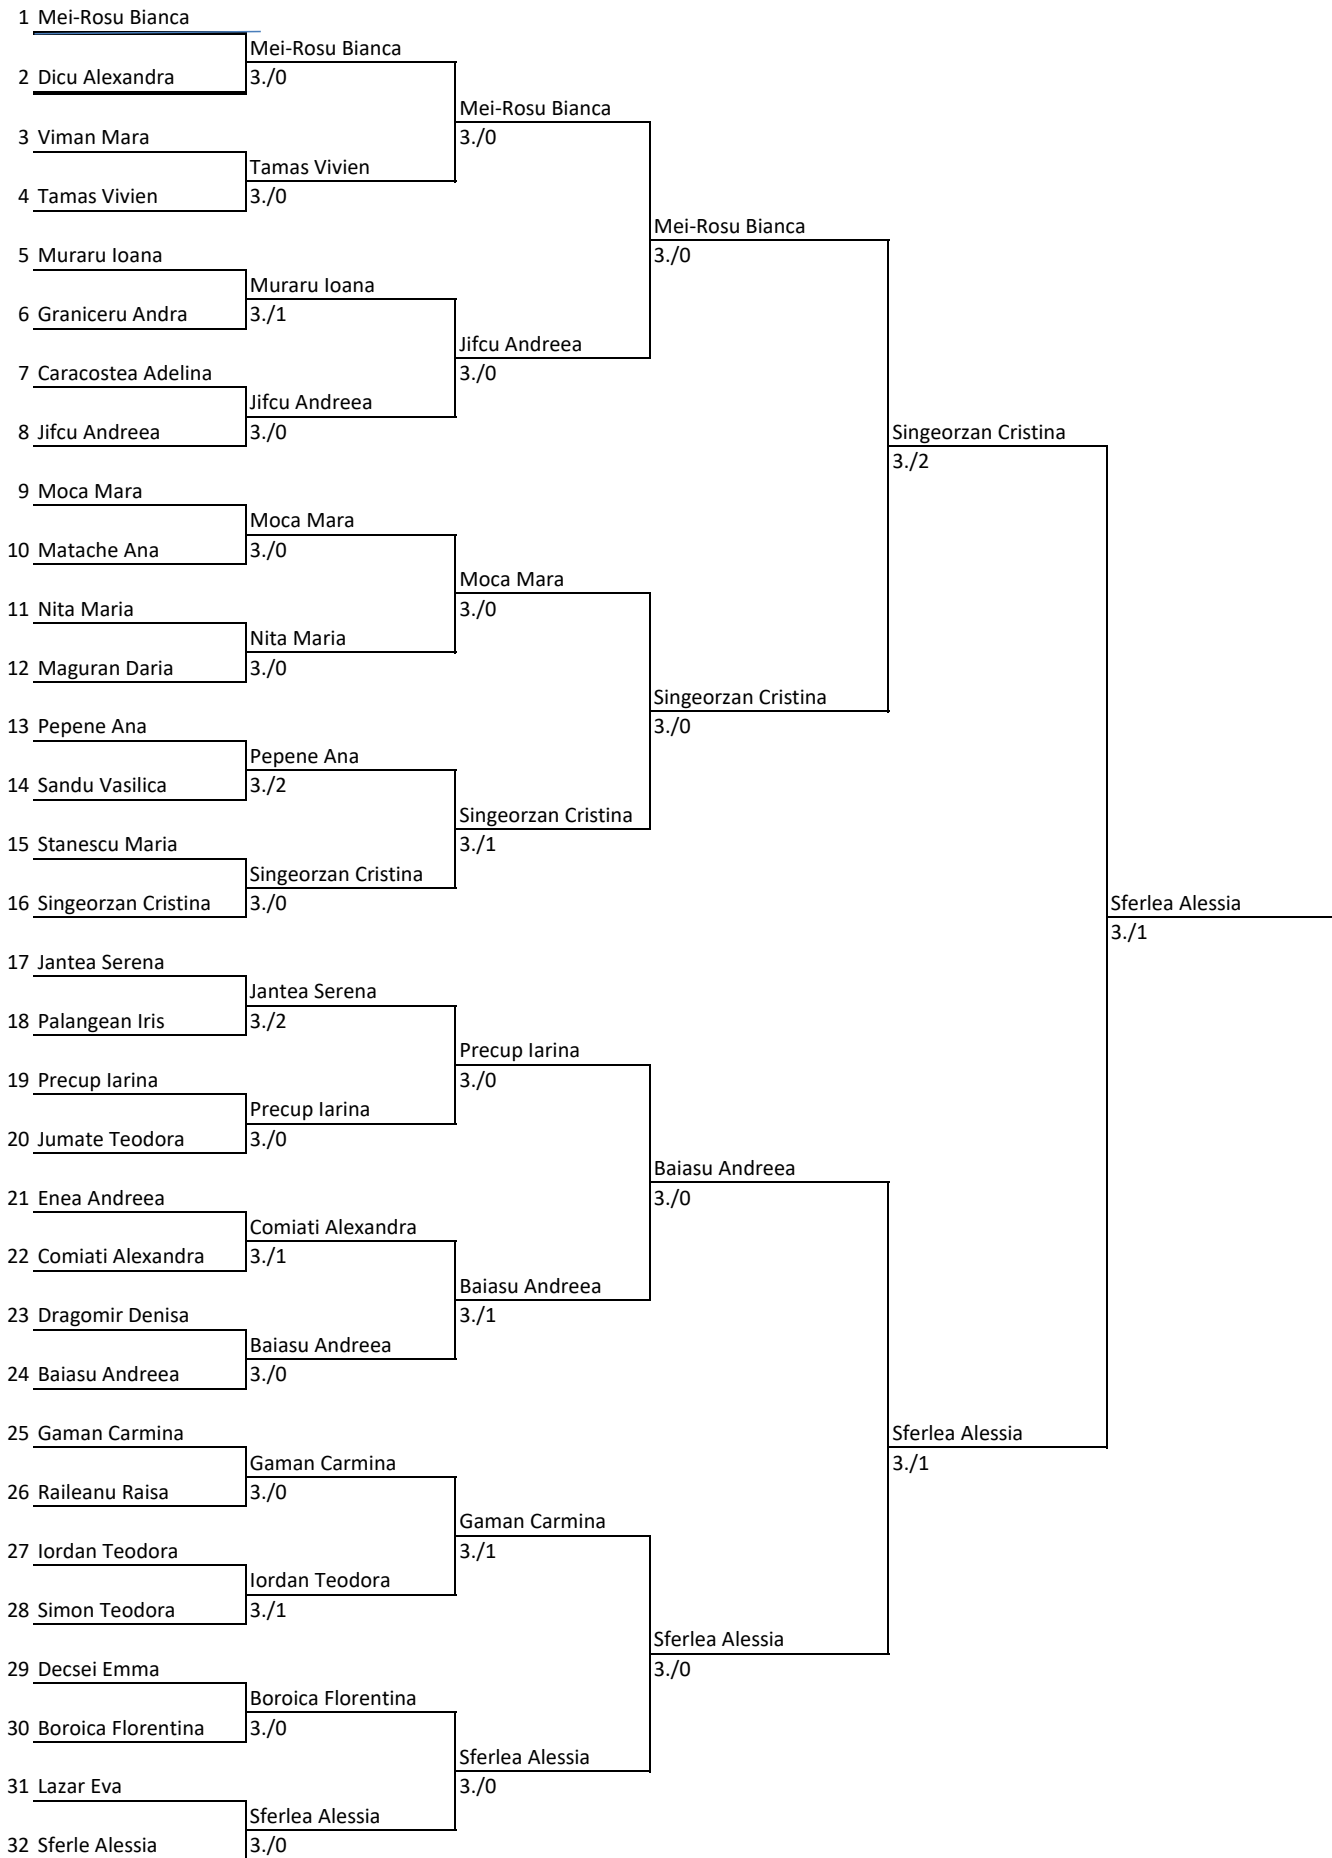 1 Mei-Rosu Bianca
Mei-Rosu Bianca
2 Dicu Alexandra 3./0
Mei-Rosu Bianca
3 Viman Mara 3./0
Tamas Vivien
4 Tamas Vivien 3./0
Mei-Rosu Bianca
5 Muraru Ioana 3./0
Muraru Ioana
6 Graniceru Andra 3./1
Jifcu Andreea
7 Caracostea Adelina 3./0
Jifcu Andreea
8 Jifcu Andreea 3./0 Singeorzan Cristina
3./2
9 Moca Mara
Moca Mara
10 Matache Ana 3./0
Moca Mara
11 Nita Maria 3./0
Nita Maria
12 Maguran Daria 3./0
Singeorzan Cristina
13 Pepene Ana 3./0
Pepene Ana
14 Sandu Vasilica 3./2
Singeorzan Cristina
15 Stanescu Maria 3./1
Singeorzan Cristina
16 Singeorzan Cristina 3./0 Sferlea Alessia
3./1
17 Jantea Serena
Jantea Serena
18 Palangean Iris 3./2
Precup Iarina
19 Precup Iarina 3./0
Precup Iarina
20 Jumate Teodora 3./0
Baiasu Andreea
21 Enea Andreea 3./0
Comiati Alexandra
22 Comiati Alexandra 3./1
Baiasu Andreea
23 Dragomir Denisa 3./1
Baiasu Andreea
24 Baiasu Andreea 3./0
25 Gaman Carmina Sferlea Alessia
Gaman Carmina 3./1
26 Raileanu Raisa 3./0
Gaman Carmina
27 Iordan Teodora 3./1
Iordan Teodora
28 Simon Teodora 3./1
Sferlea Alessia
29 Decsei Emma 3./0
Boroica Florentina
30 Boroica Florentina 3./0
Sferlea Alessia
31 Lazar Eva 3./0
Sferlea Alessia
32 Sferle Alessia 3./0